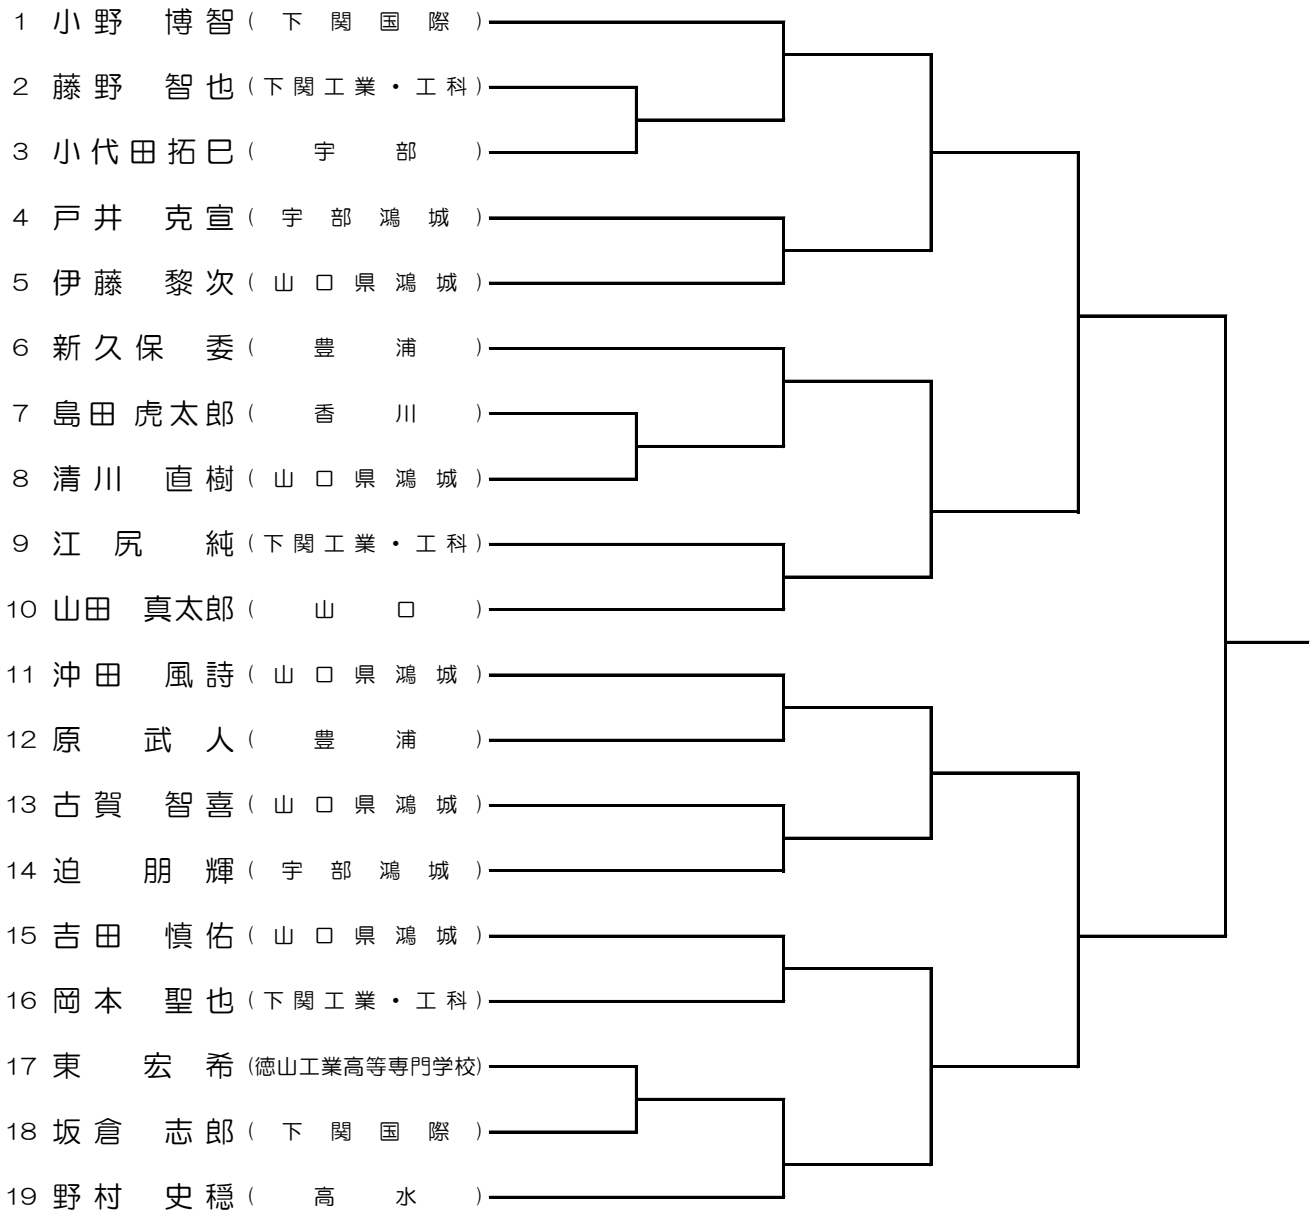 1 小野 博智 (下関国際)
2 藤野 智也 (下関工業・工科)
3 小代田拓巳 (宇部)
4 戸井 克宣 (宇部鴻城)
5 伊藤 黎次 (山口県鴻城)
6 新久保 委 (豊浦)
7 島田 虎太郎 (香川)
8 清川 直樹 (山口県鴻城)
9 江尻 純 (下関工業・工科)
10 山田 真太郎 (山口)
11 沖田 風詩 (山口県鴻城)
12 原 武人 (豊浦)
13 古賀 智喜 (山口県鴻城)
14 迫 朋輝 (宇部鴻城)
15 吉田 慎佑 (山口県鴻城)
16 岡本 聖也 (下関工業・工科)
17 東 宏希 (徳山工業高等専門学校)
18 坂倉 志郎 (下関国際)
19 野村 史穏 (高水)